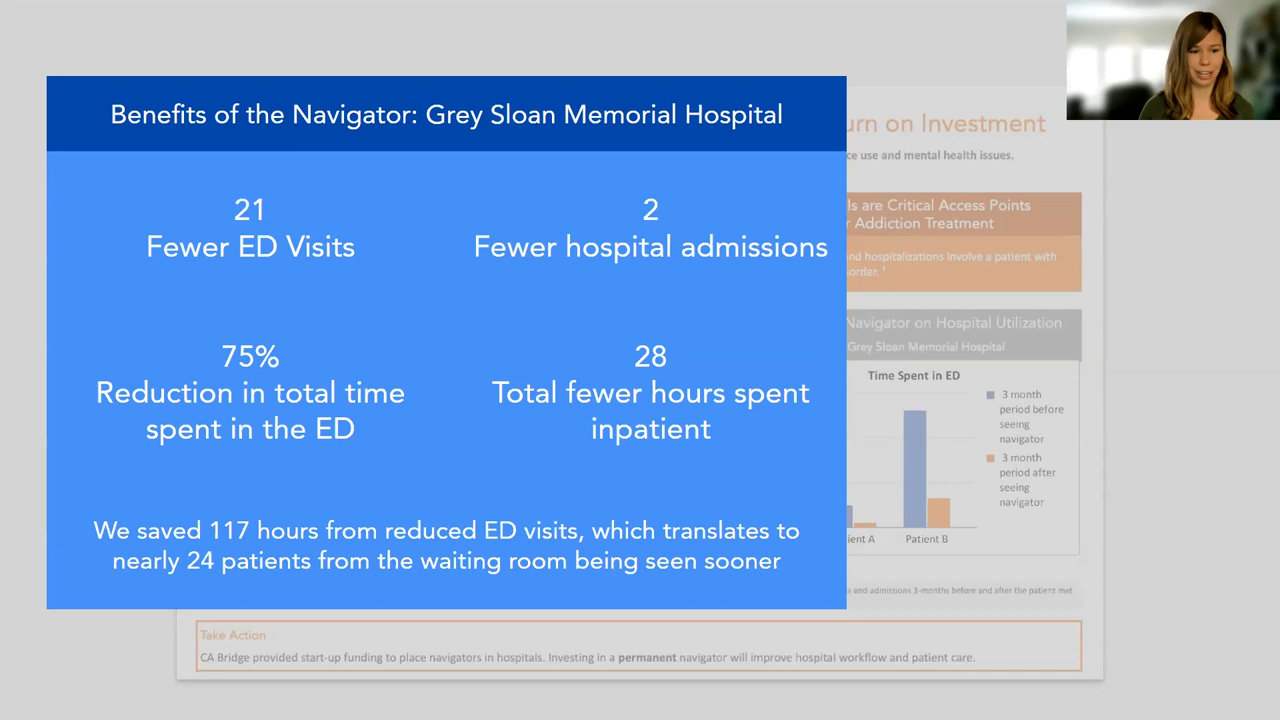 Benefits of the Navigator: Grey Sloan Memorial Hospital
21
Fewer ED Visits
2
Fewer hospital admissions
75%
Reduction in total time
spent in the ED
28
Total fewer hours spent
inpatient
We saved 117 hours from reduced ED visits, which translates to
nearly 24 patients from the waiting room being seen sooner
urn on Investment
ce use and mental health issues.
ls are Critical Access Points
r Addiction Treatment
and hospitalizations involve a patient with
sorder. ¹
Navigator on Hospital Utilization
Grey Sloan Memorial Hospital
Time Spent in ED
3 month
period before
seeing
navigator
3 month
period after
seeing
navigator
ient A
Patient B
and admissions 3-months before and after the patient met
Take Action
CA Bridge provided start-up funding to place navigators in hospitals. Investing in a permanent navigator will improve hospital workflow and patient care.